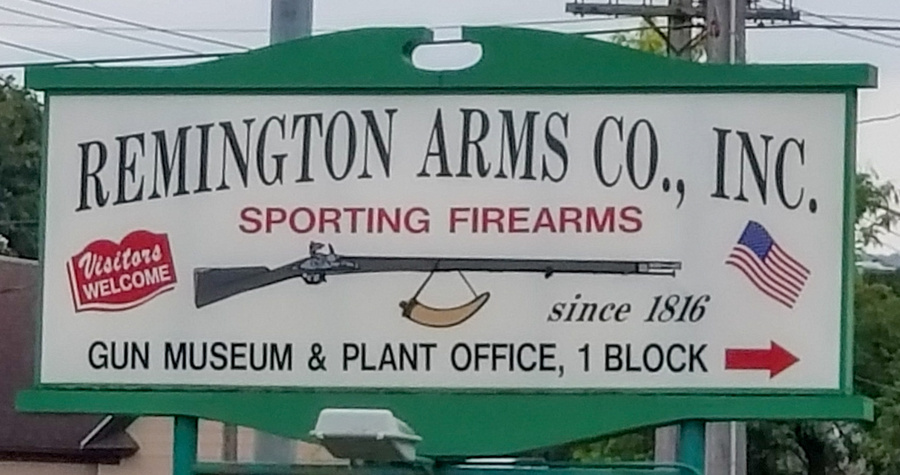 REMINGTON ARMS CO., INC.
SPORTING FIREARMS
Visitors
WELCOME
since 1816
GUN MUSEUM & PLANT OFFICE, 1 BLOCK